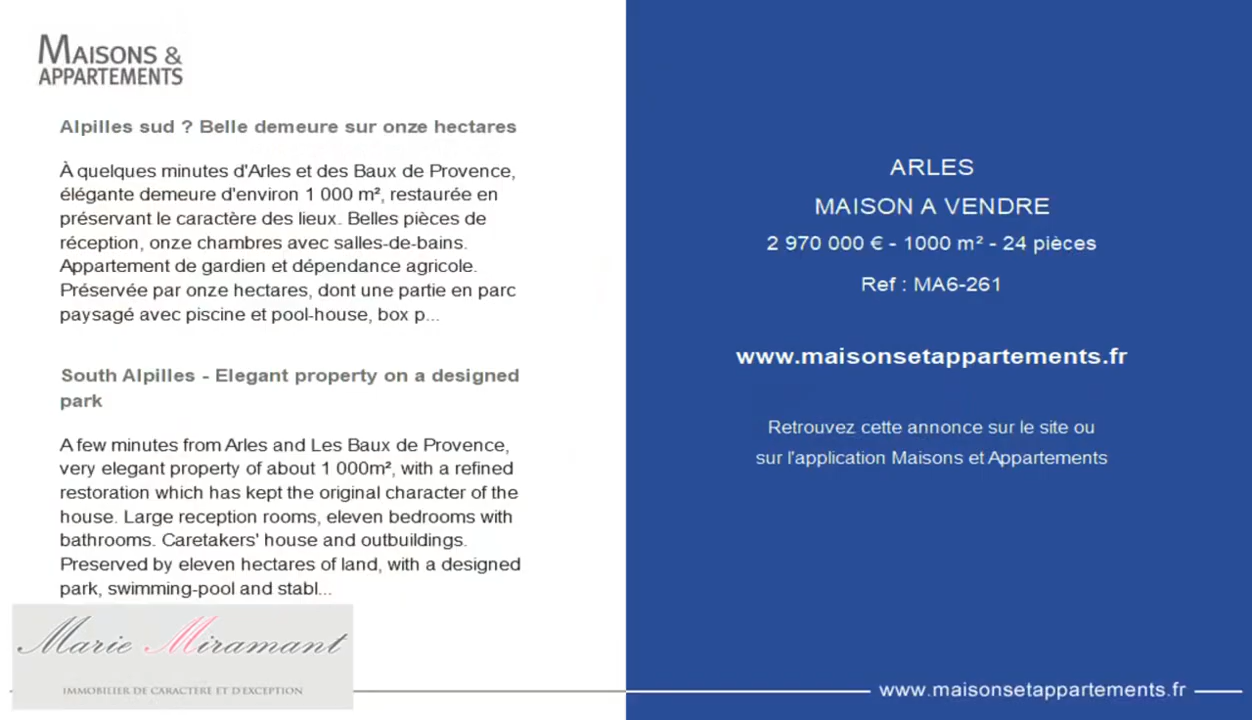 MAISONS &
APPARTEMENTS
Alpilles sud ? Belle demeure sur onze hectares
À quelques minutes d'Arles et des Baux de Provence,
élégante demeure d'environ 1 000 m², restaurée en
préservant le caractère des lieux. Belles pièces de
réception, onze chambres avec salles-de-bains.
Appartement de gardien et dépendance agricole.
Préservée par onze hectares, dont une partie en parc
paysagé avec piscine et pool-house, box p...
South Alpilles - Elegant property on a designed
park
A few minutes from Arles and Les Baux de Provence,
very elegant property of about 1 000m², with a refined
restoration which has kept the original character of the
house. Large reception rooms, eleven bedrooms with
bathrooms. Caretakers' house and outbuildings.
Preserved by eleven hectares of land, with a designed
park, swimming-pool and stabl...
Marie Miramant
IMMOBILIER DE CARACTÈRE ET D'EXCEPTION
ARLES
MAISON A VENDRE
2 970 000 € - 1000 m² - 24 pièces
Ref : MA6-261
www.maisonsetappartements.fr
Retrouvez cette annonce sur le site ou
sur l'application Maisons et Appartements
www.maisonsetappartements.fr